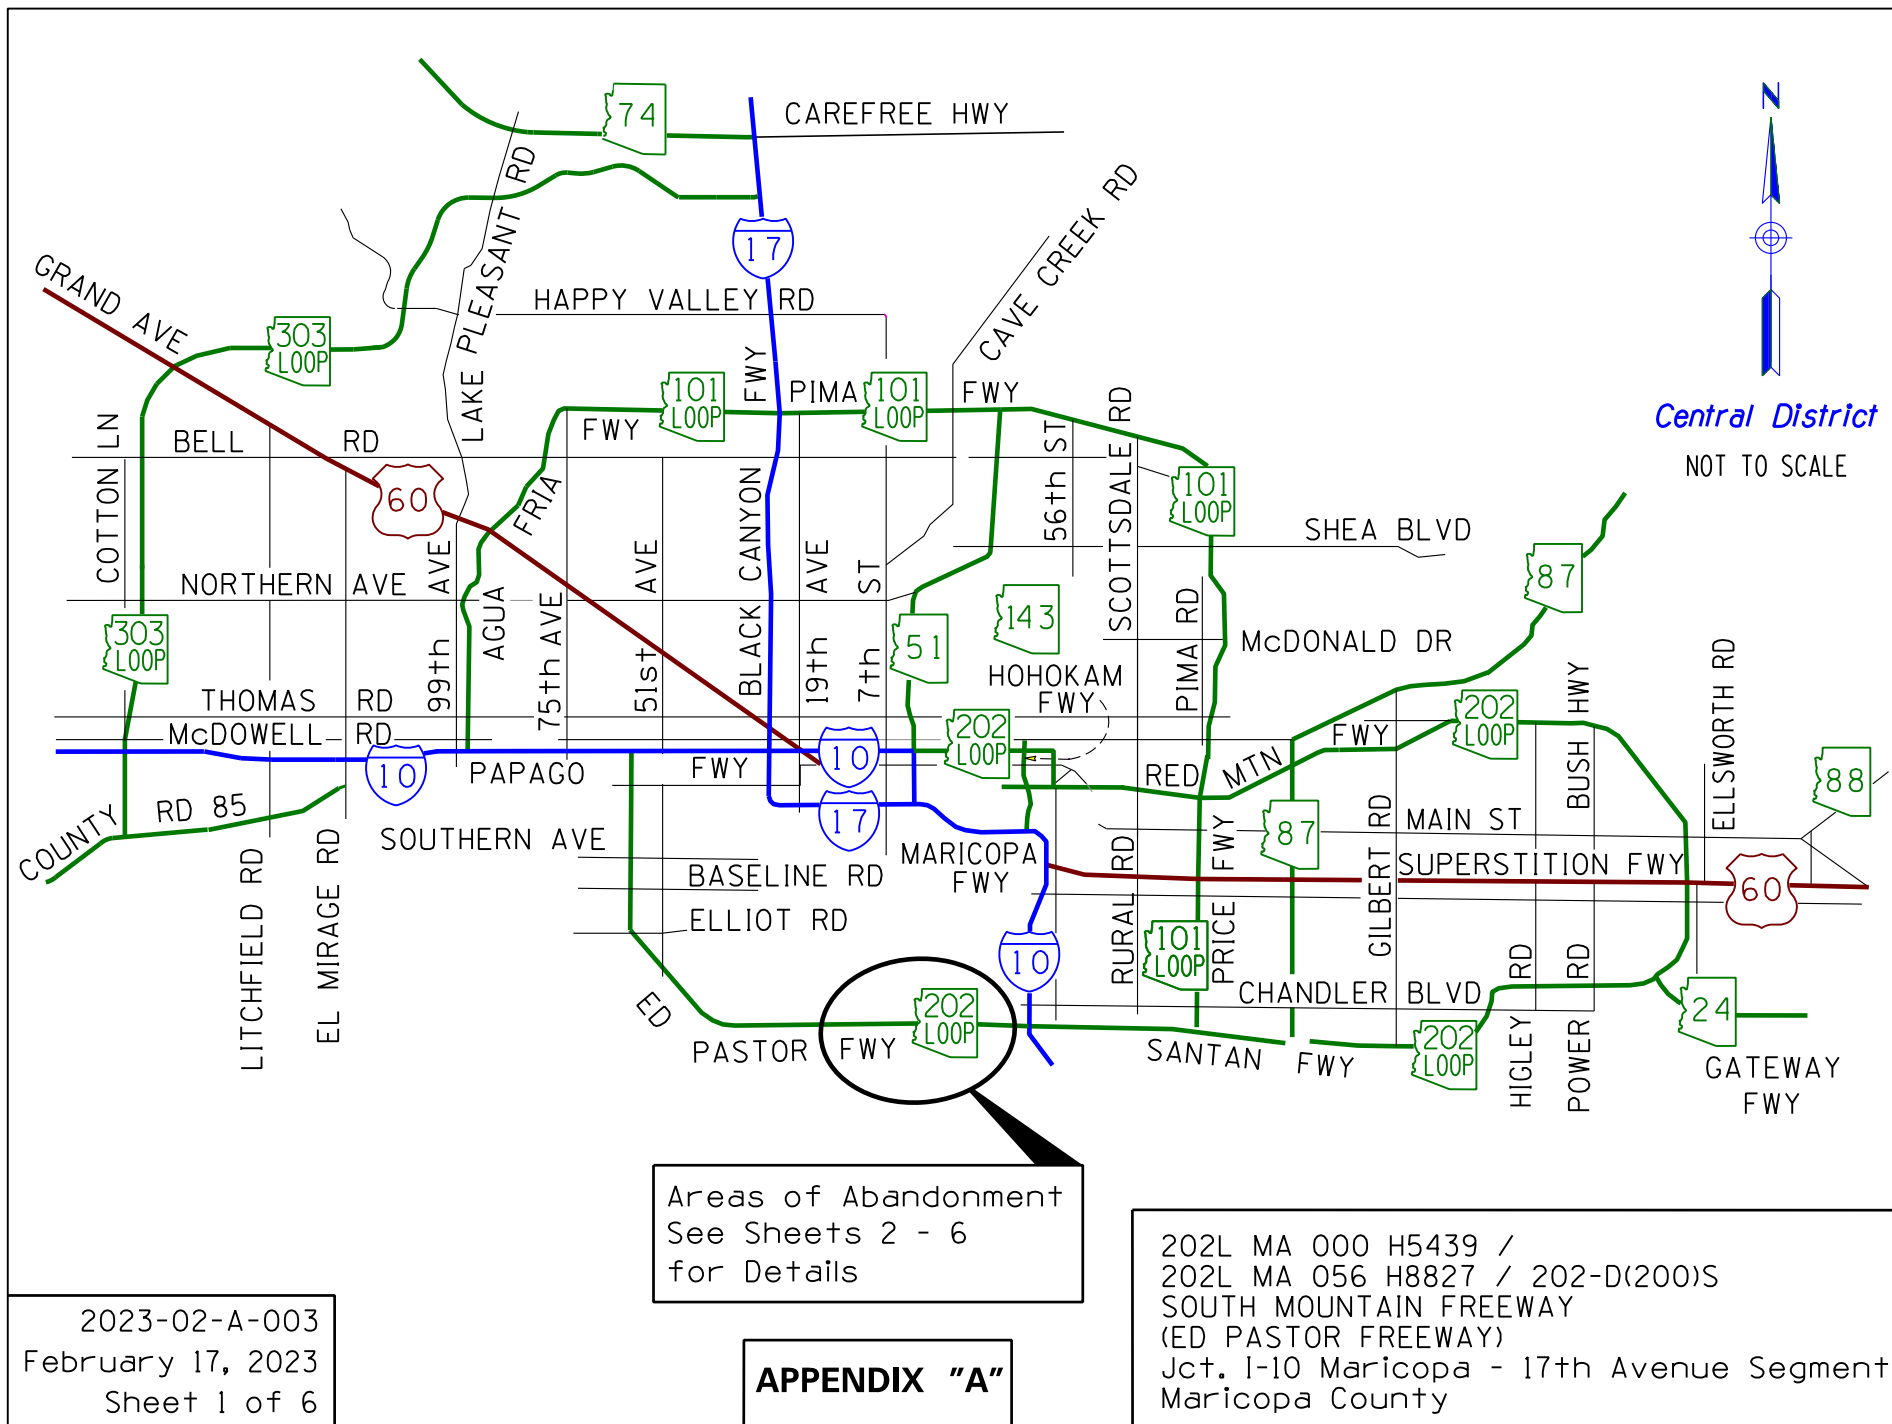 74
CAREFREE HWY
N
LAKE PLEASANT RD
17
CAVE CREEK RD
GRAND AVE
HAPPY VALLEY RD
303
LOOP
101
LOOP
FWY
PIMA
101
LOOP
FWY
FWY
Central District
NOT TO SCALE
COTTON LN
BELL RD
60
AGUA FRIA
BLACK CANYON
56th ST
SCOTTSDALE RD
101
LOOP
SHEA BLVD
87
NORTHERN AVE
99th AVE
75th AVE
51st AVE
19th AVE
7th ST
143
51
PIMA RD
McDONALD DR
303
LOOP
HOHOKAM
FWY
THOMAS RD
McDOWELL RD
202
LOOP
202
LOOP
BUSH HWY
ELLSWORTH RD
10
PAPAGO FWY
10
RED MTN FWY
88
COUNTY RD 85
17
87
SOUTHERN AVE
MARICOPA
FWY
MAIN ST
SUPERSTITION FWY
60
BASELINE RD
ELLIOT RD
LITCHFIELD RD
EL MIRAGE RD
10
RURAL RD
101
LOOP
PRICE FWY
GILBERT RD
CHANDLER BLVD
HIGLEY RD
POWER RD
24
GATEWAY
FWY
ED PASTOR FWY
202
LOOP
SANTAN FWY
202
LOOP
Areas of Abandonment
See Sheets 2 - 6
for Details
202L MA 000 H5439 /
202L MA 056 H8827 / 202-D(200)S
SOUTH MOUNTAIN FREEWAY
(ED PASTOR FREEWAY)
Jct. I-10 Maricopa - 17th Avenue Segment
Maricopa County
2023-02-A-003
February 17, 2023
Sheet 1 of 6
APPENDIX "A"